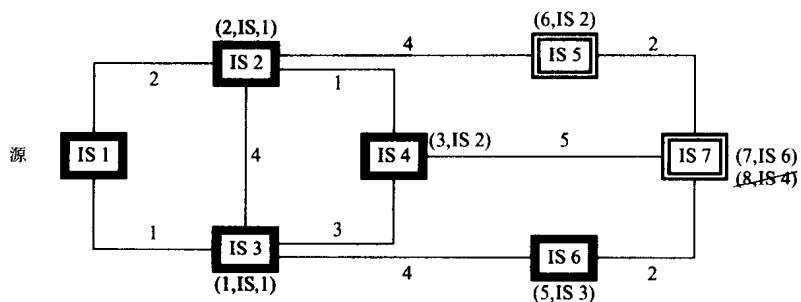 (2,IS,1)
(6,IS 2)
4
2
IS 2
IS 5
2
1
源
IS 1
4
IS 4
(3,IS 2)
5
IS 7
(7,IS 6)
(8,IS 4)
1
3
IS 3
4
IS 6
2
(1,IS,1)
(5,IS 3)